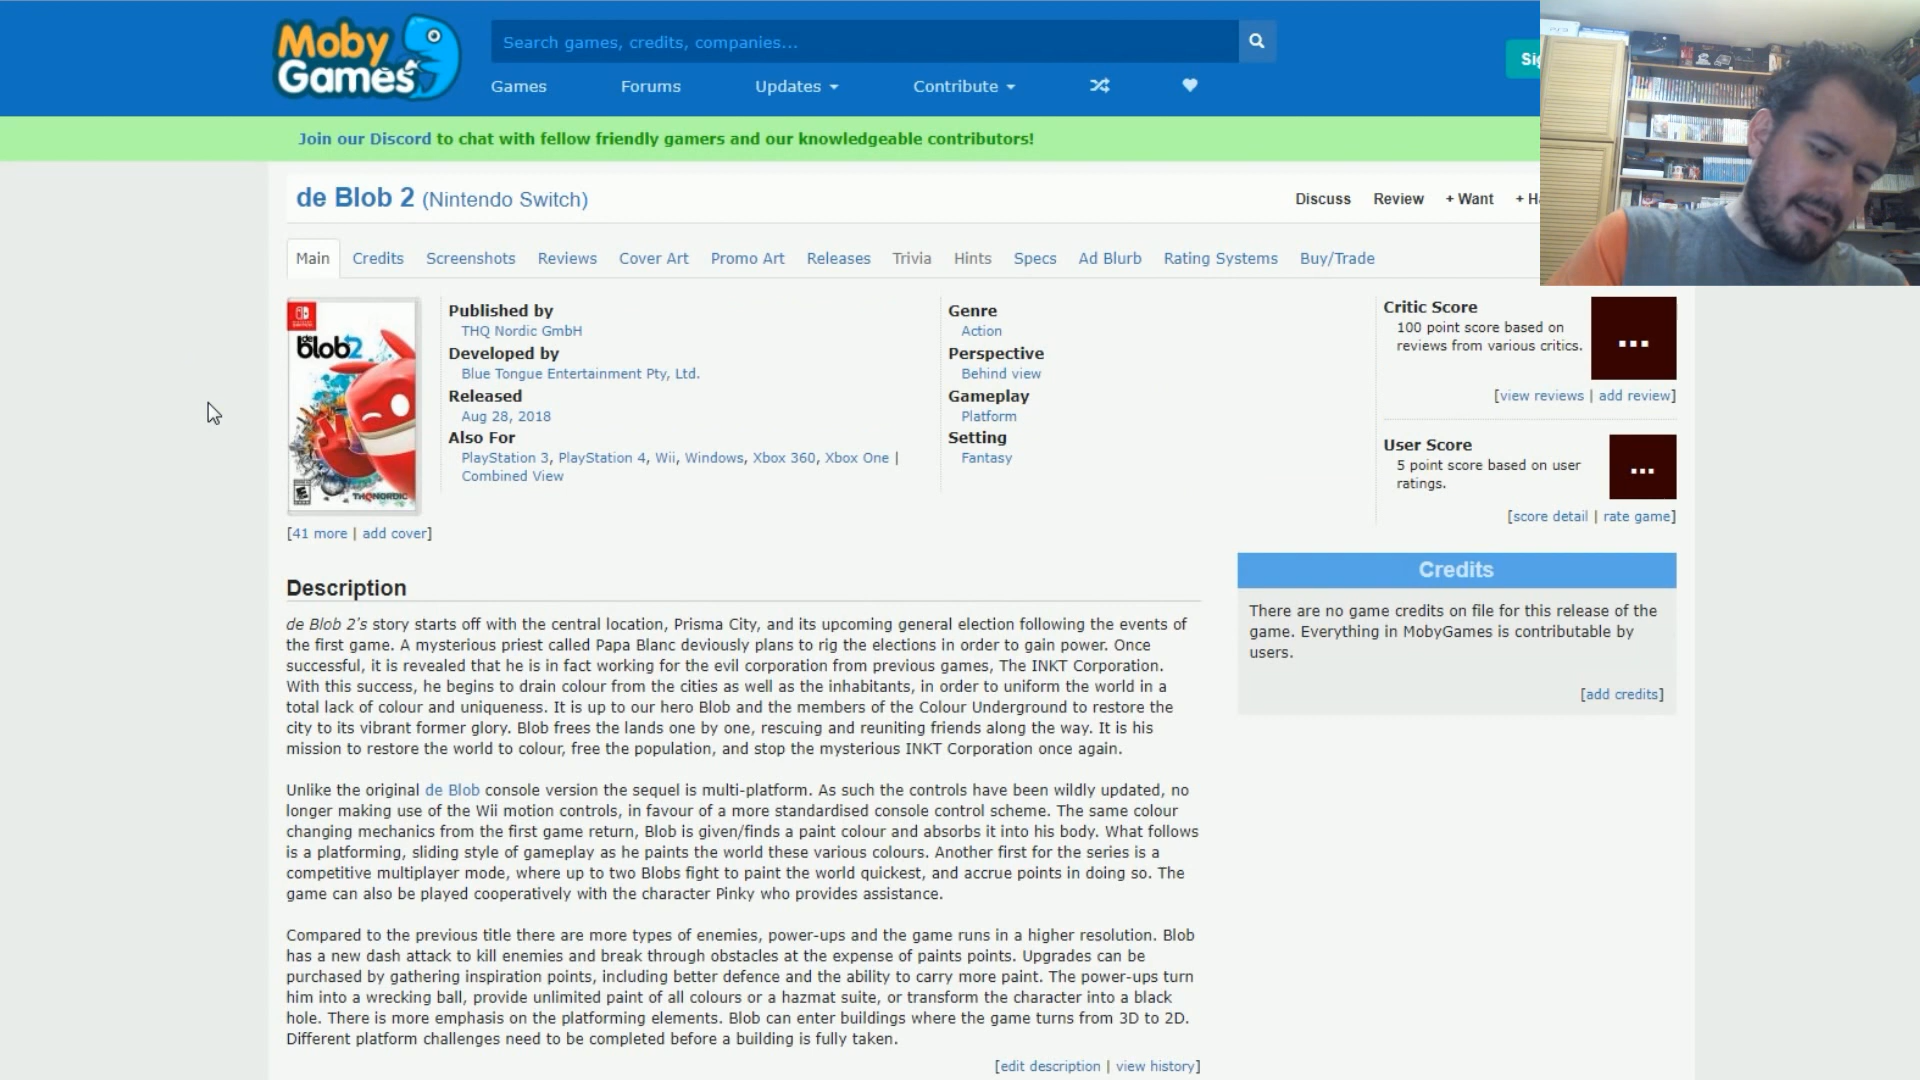 Moby
Games
Search games, credits, companies...
Games Forums Updates Contribute
Join our Discord to chat with fellow friendly gamers and our knowledgeable contributors!
de Blob 2 (Nintendo Switch)
Discuss Review + Want
Main Credits Screenshots Reviews Cover Art Promo Art Releases Trivia Hints Specs Ad Blurb Rating Systems Buy/Trade
de
blob2
THQ NORDIC
[41 more | add cover]
Published by
THQ Nordic GmbH
Developed by
Blue Tongue Entertainment Pty, Ltd.
Released
Aug 28, 2018
Also For
PlayStation 3, PlayStation 4, Wii, Windows, Xbox 360, Xbox One |
Combined View
Genre
Action
Perspective
Behind view
Gameplay
Platform
Setting
Fantasy
Critic Score
100 point score based on
reviews from various critics.
...
[view reviews | add review]
User Score
5 point score based on user
ratings.
...
[score detail | rate game]
Description
de Blob 2's story starts off with the central location, Prisma City, and its upcoming general election following the events of
the first game. A mysterious priest called Papa Blanc deviously plans to rig the elections in order to gain power. Once
successful, it is revealed that he is in fact working for the evil corporation from previous games, The INKT Corporation.
With this success, he begins to drain colour from the cities as well as the inhabitants, in order to uniform the world in a
total lack of colour and uniqueness. It is up to our hero Blob and the members of the Colour Underground to restore the
city to its vibrant former glory. Blob frees the lands one by one, rescuing and reuniting friends along the way. It is his
mission to restore the world to colour, free the population, and stop the mysterious INKT Corporation once again.
Unlike the original de Blob console version the sequel is multi-platform. As such the controls have been wildly updated, no
longer making use of the Wii motion controls, in favour of a more standardised console control scheme. The same colour
changing mechanics from the first game return, Blob is given/finds a paint colour and absorbs it into his body. What follows
is a platforming, sliding style of gameplay as he paints the world these various colours. Another first for the series is a
competitive multiplayer mode, where up to two Blobs fight to paint the world quickest, and accrue points in doing so. The
game can also be played cooperatively with the character Pinky who provides assistance.
Compared to the previous title there are more types of enemies, power-ups and the game runs in a higher resolution. Blob
has a new dash attack to kill enemies and break through obstacles at the expense of paints points. Upgrades can be
purchased by gathering inspiration points, including better defence and the ability to carry more paint. The power-ups turn
him into a wrecking ball, provide unlimited paint of all colours or a hazmat suite, or transform the character into a black
hole. There is more emphasis on the platforming elements. Blob can enter buildings where the game turns from 3D to 2D.
Different platform challenges need to be completed before a building is fully taken.
[edit description | view history]
Credits
There are no game credits on file for this release of the
game. Everything in MobyGames is contributable by
users.
[add credits]